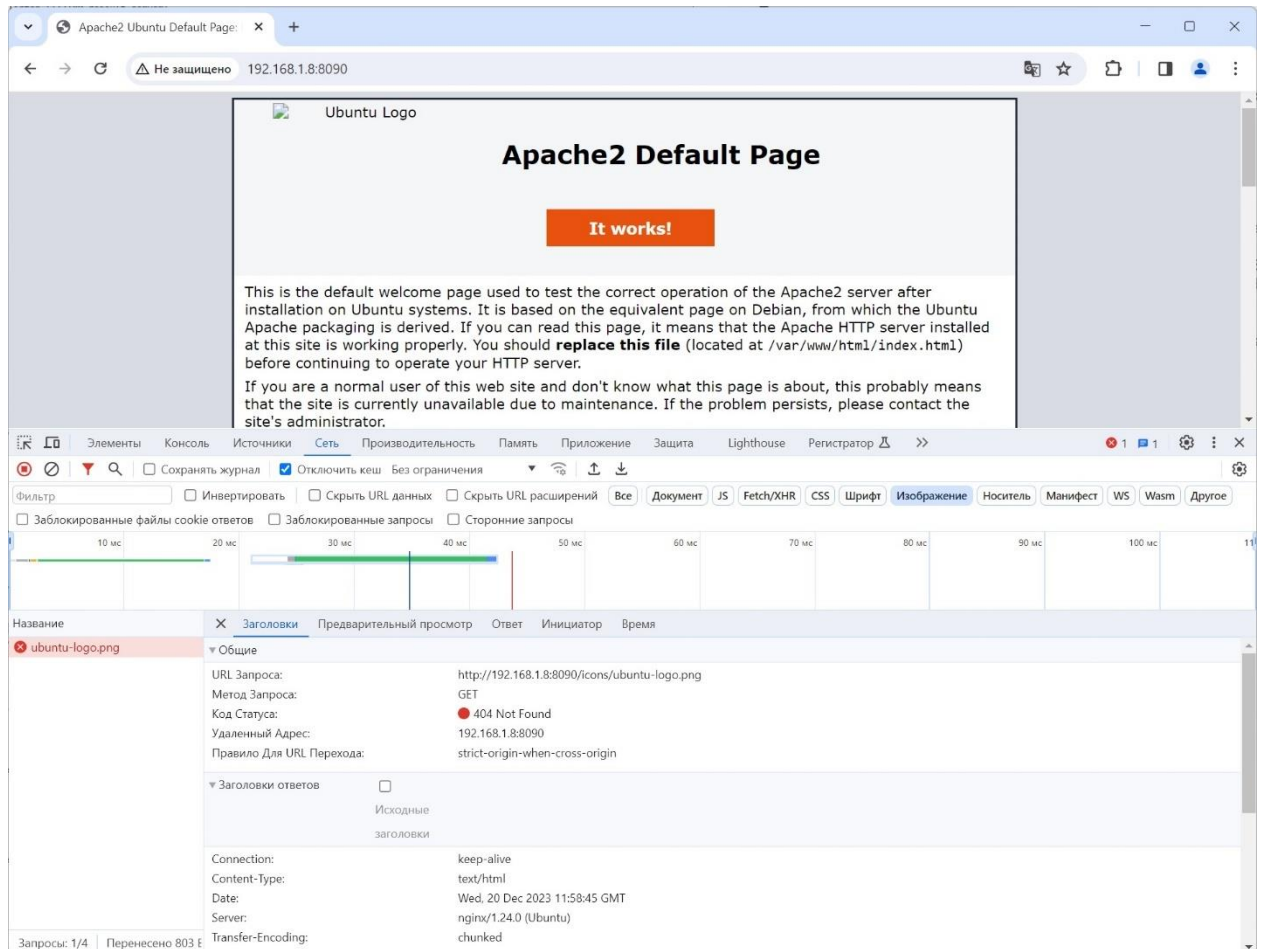 Apache2 Ubuntu Default Page:
Не защищено 192.168.1.8:8090
Ubuntu Logo
Apache2 Default Page
It works!
This is the default welcome page used to test the correct operation of the Apache2 server after
installation on Ubuntu systems. It is based on the equivalent page on Debian, from which the Ubuntu
Apache packaging is derived. If you can read this page, it means that the Apache HTTP server installed
at this site is working properly. You should replace this file (located at /var/www/html/index.html)
before continuing to operate your HTTP server.
If you are a normal user of this web site and don't know what this page is about, this probably means
that the site is currently unavailable due to maintenance. If the problem persists, please contact the
site's administrator.
Элементы Консоль Источники Сеть Производительность Память Приложение Защита Lighthouse Регистратор 1 1
Сохранять журнал Отключить кеш Без ограничения
Фильтр Инвертировать Скрыть URL данных Скрыть URL расширений Все Документ JS Fetch/XHR CSS Шрифт Изображение Носитель Манифест WS Wasm Другое
Заблокированные файлы cookie ответов Заблокированные запросы Сторонние запросы
10 мс 20 мс 30 мс 40 мс 50 мс 60 мс 70 мс 80 мс 90 мс 100 мс 11
Название Заголовки Предварительный просмотр Ответ Инициатор Время
ubuntu-logo.png Общие
URL Запроса: http://192.168.1.8:8090/icons/ubuntu-logo.png
Метод Запроса: GET
Код Статуса: 404 Not Found
Удаленный Адрес: 192.168.1.8:8090
Правило Для URL Перехода: strict-origin-when-cross-origin
Заголовки ответов
Исходные
заголовки
Connection: keep-alive
Content-Type: text/html
Date: Wed, 20 Dec 2023 11:58:45 GMT
Server: nginx/1.24.0 (Ubuntu)
Запросы: 1/4 Перенесено 803 Transfer-Encoding: chunked